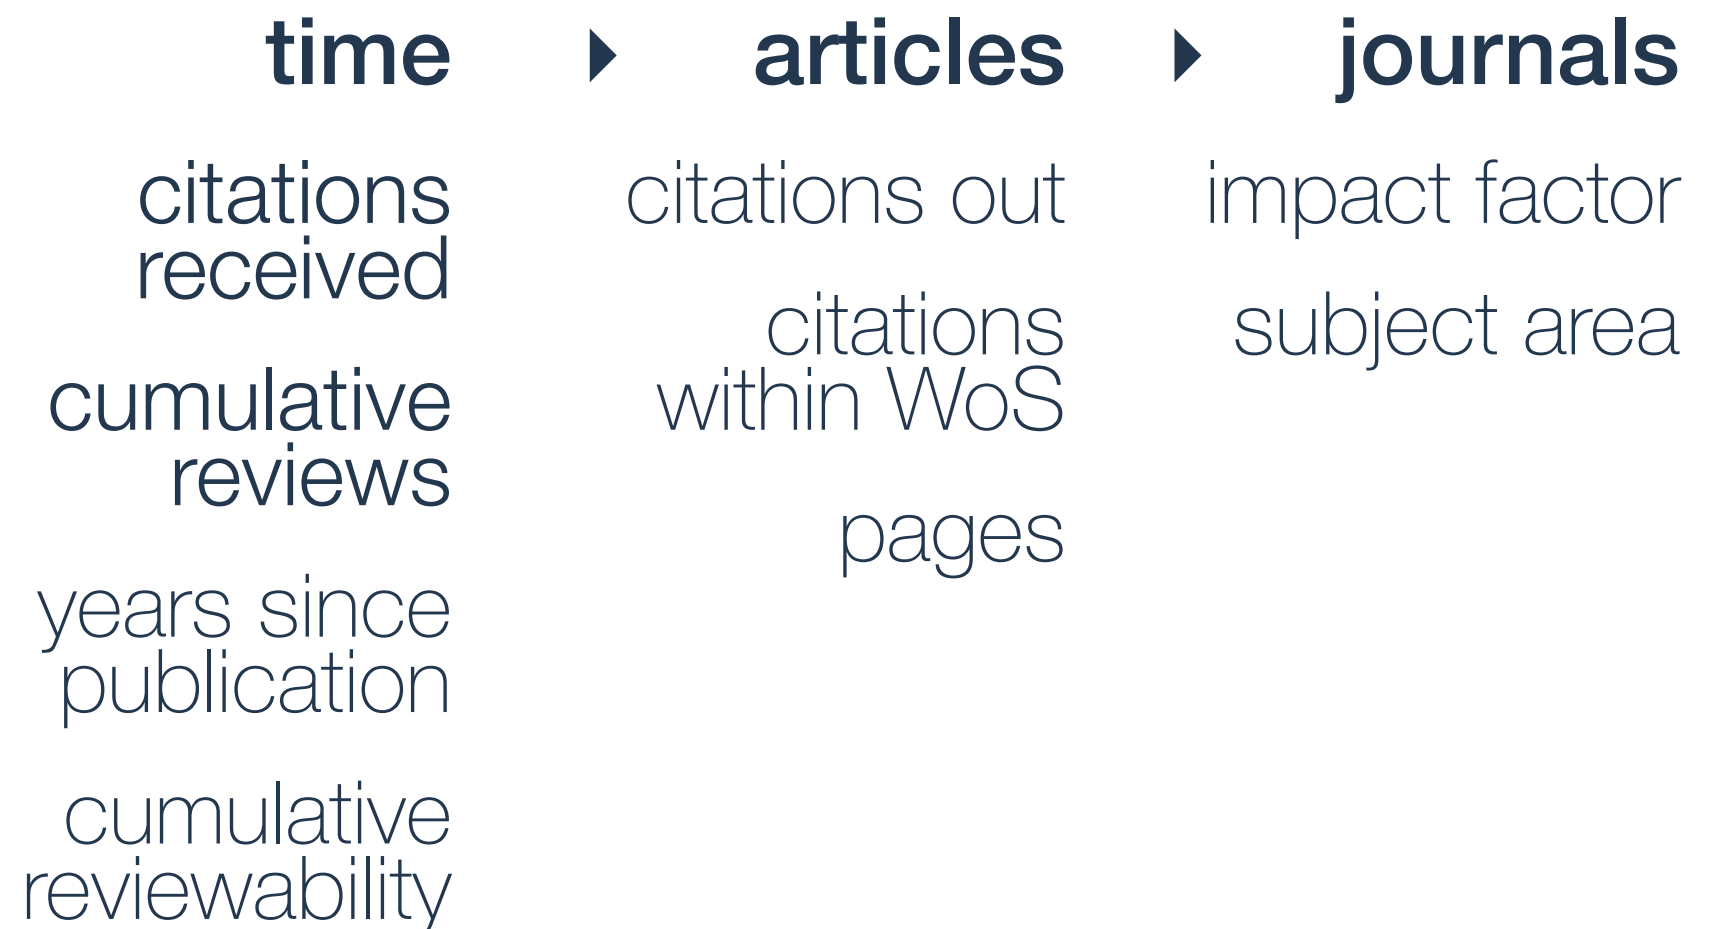 time ▸ articles ▸ journals
citations
received
cumulative
reviews
years since
publication
cumulative
reviewability
citations out
citations
within WoS
pages
impact factor
subject area